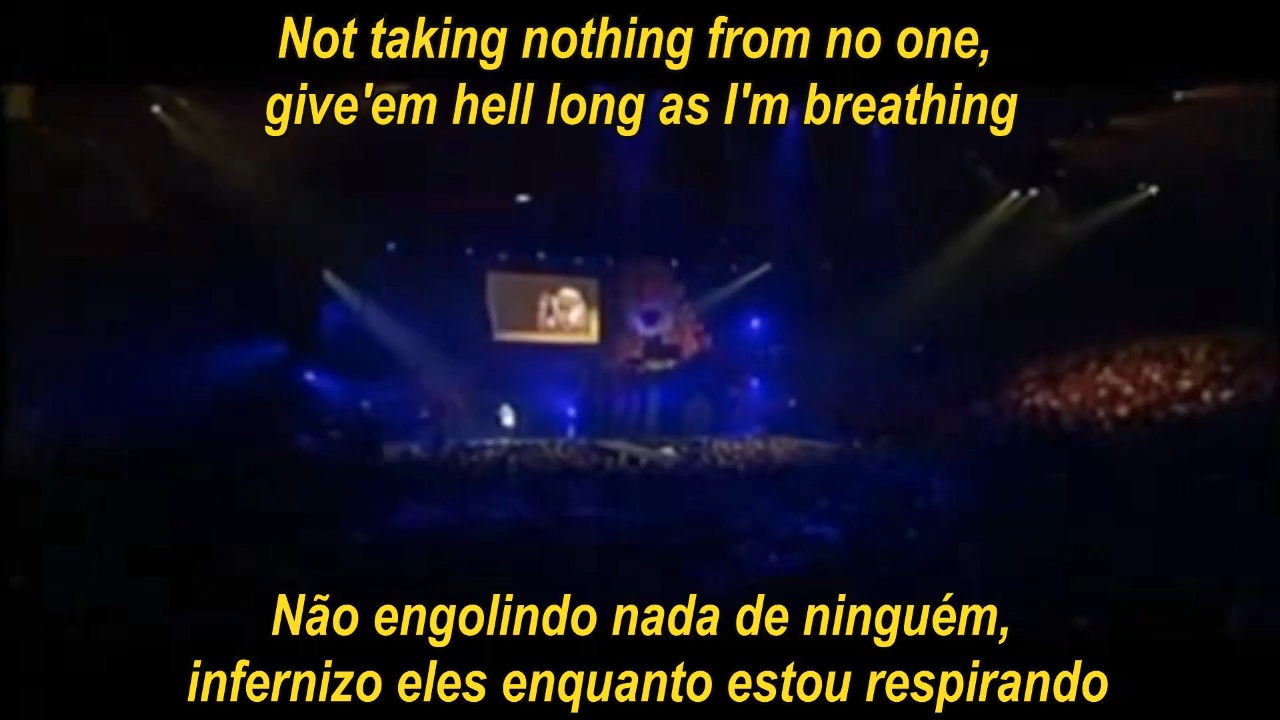 Not taking nothing from no one,
give'em hell long as I'm breathing
Não engolindo nada de ninguém,
infernizo eles enquanto estou respirando